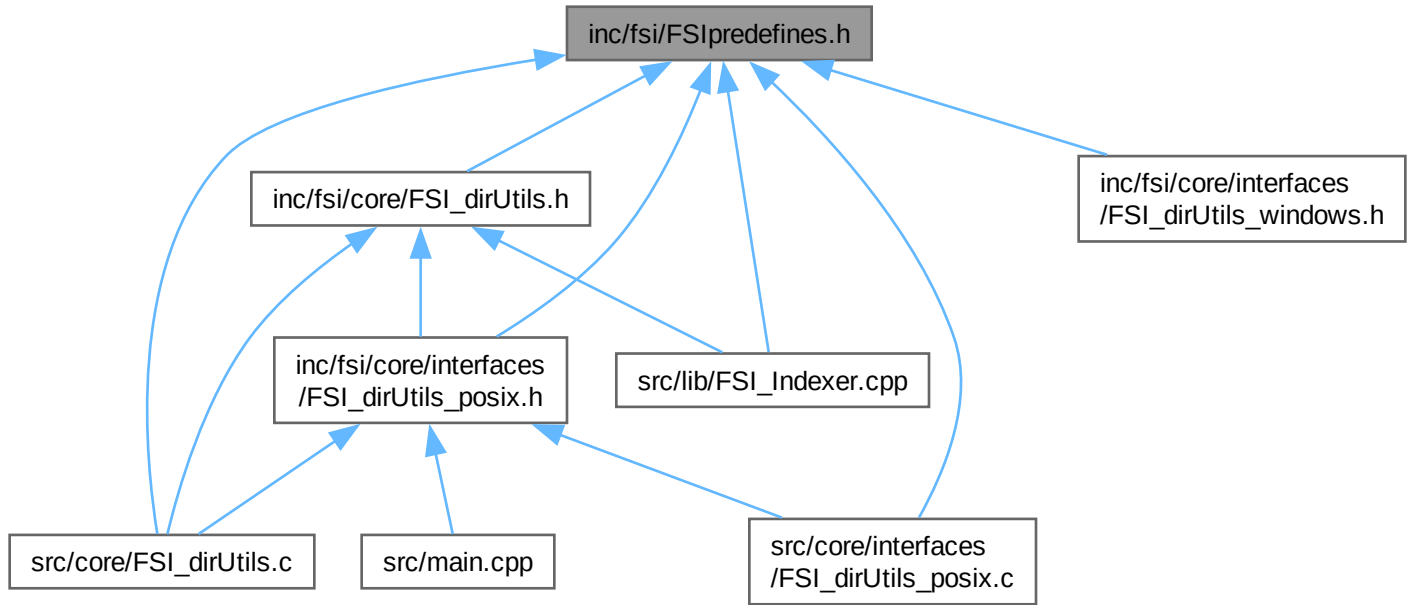 inc/fsi/FSIpredefines.h
inc/fsi/core/FSI_dirUtils.h
inc/fsi/core/interfaces
/FSI_dirUtils_windows.h
inc/fsi/core/interfaces
/FSI_dirUtils_posix.h
src/lib/FSI_Indexer.cpp
src/core/FSI_dirUtils.c
src/main.cpp
src/core/interfaces
/FSI_dirUtils_posix.c